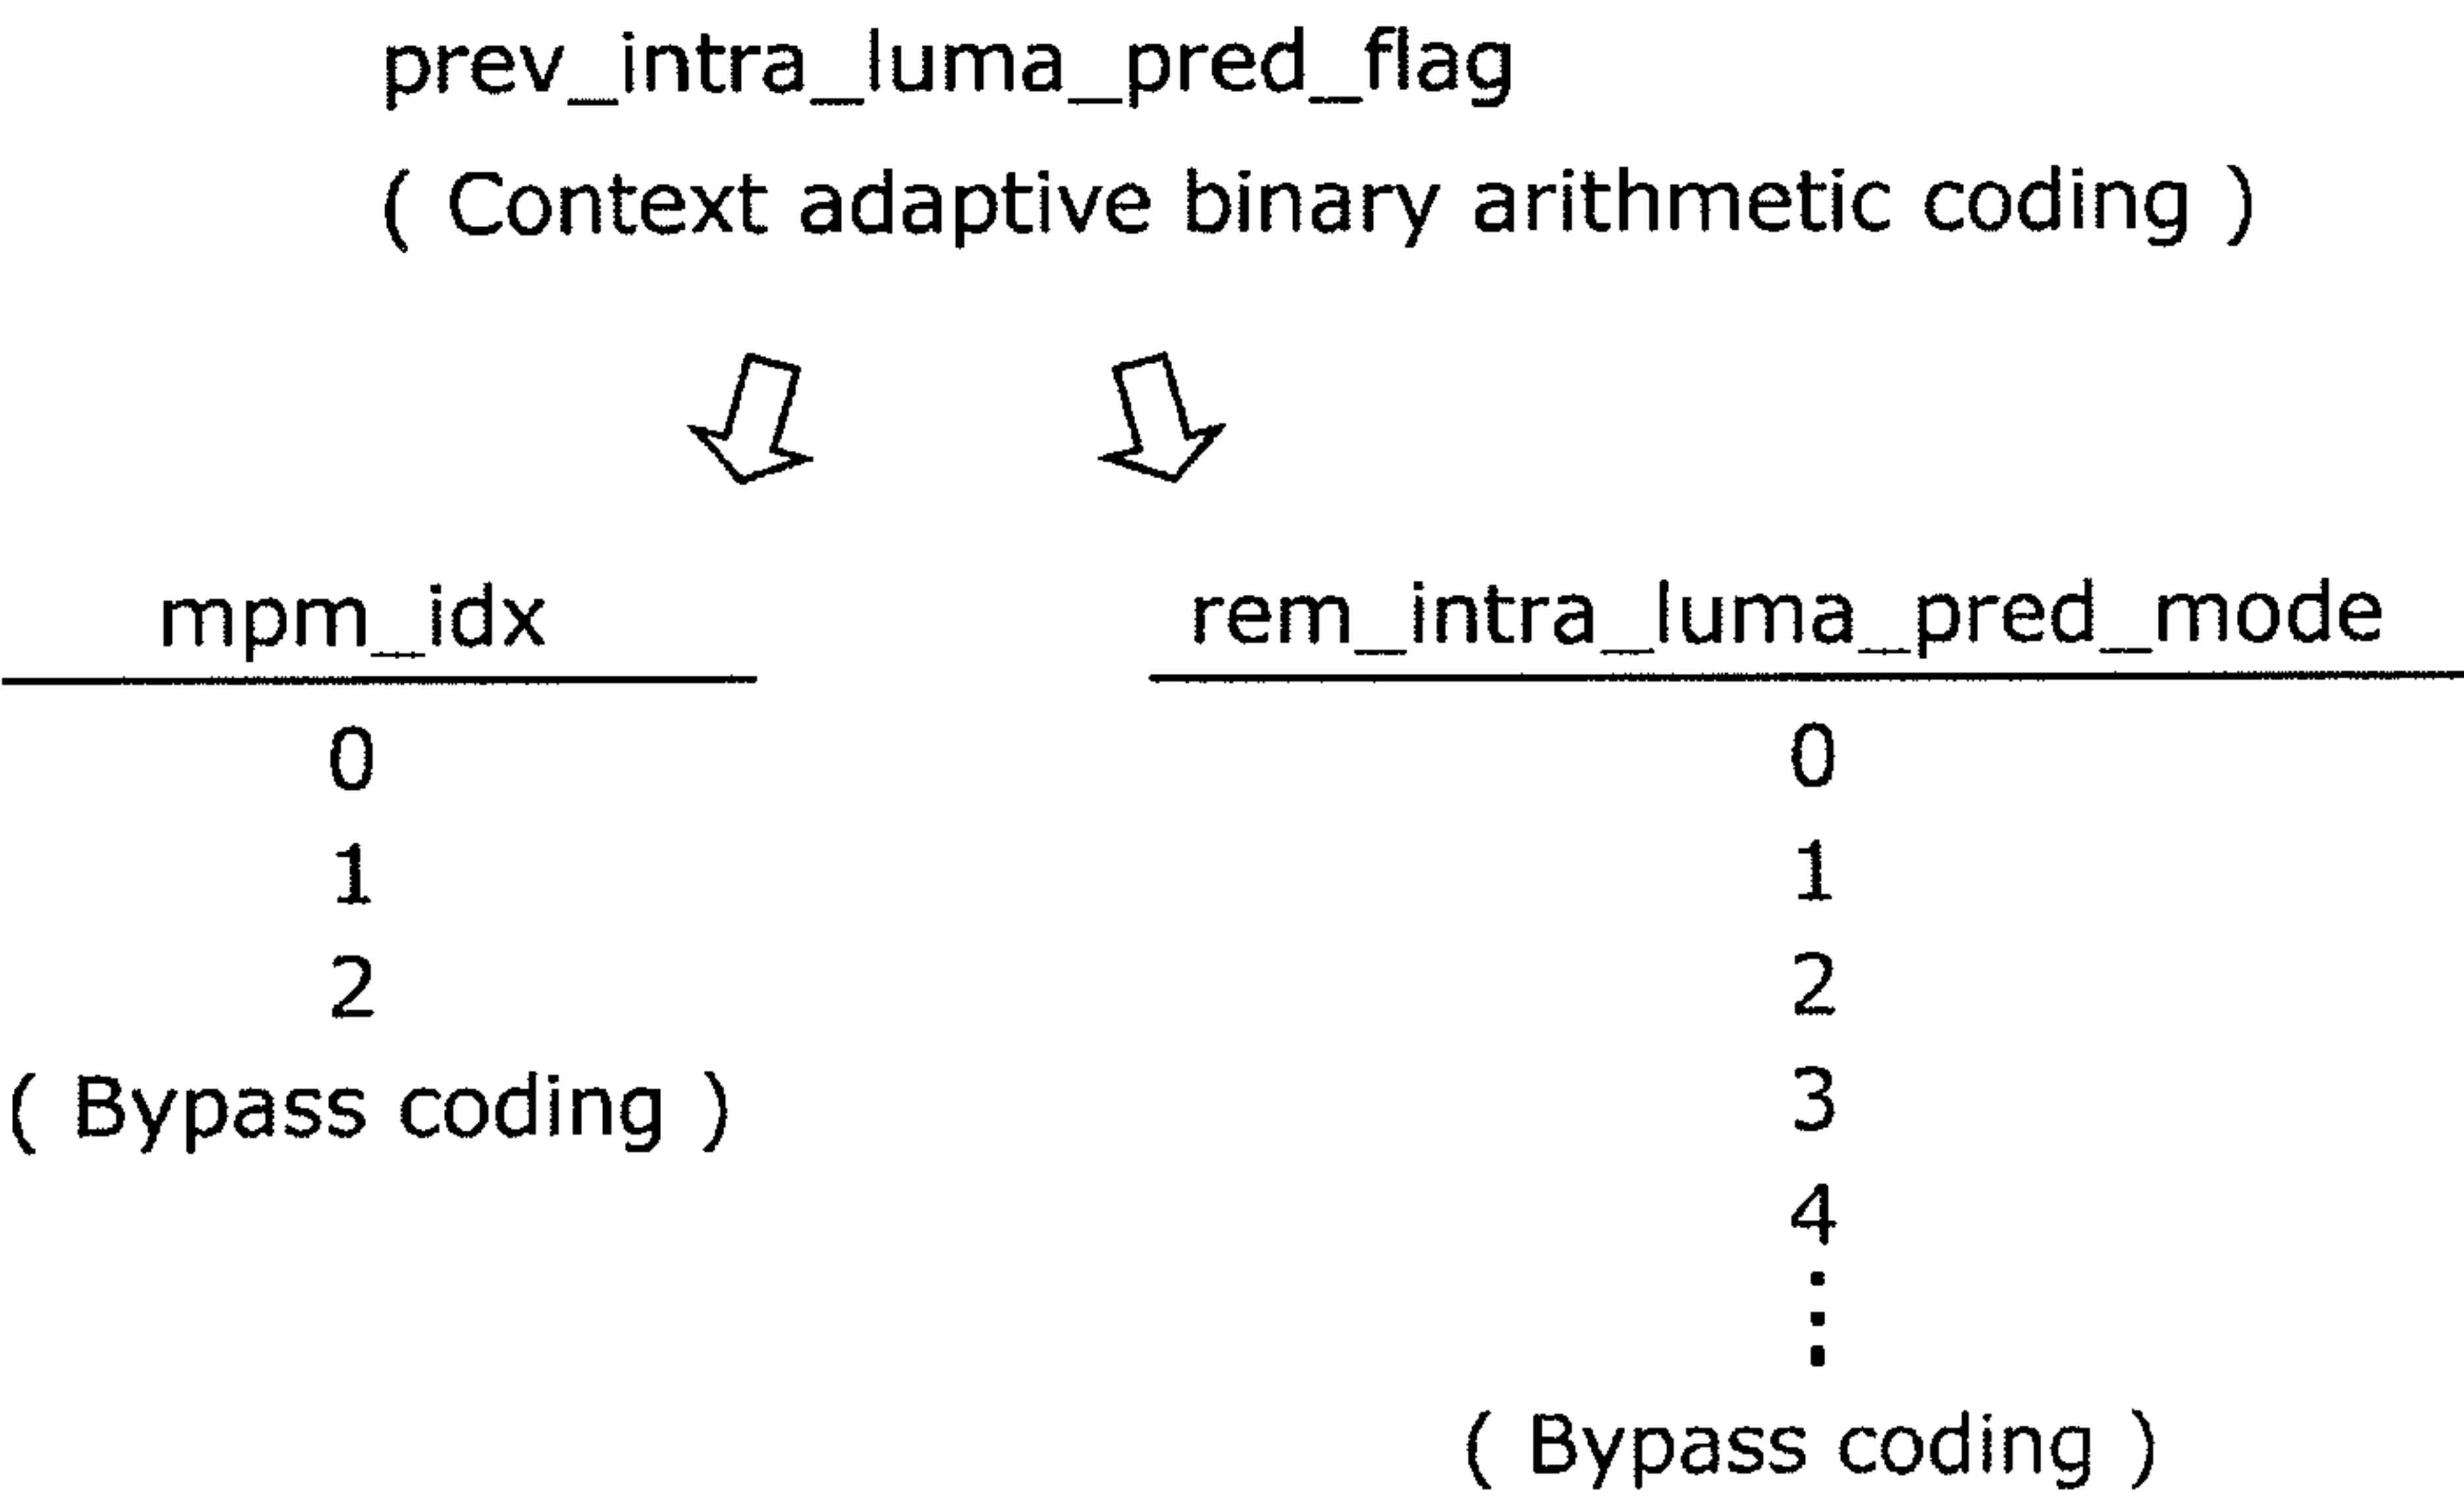 prev_intra_luma_pred_flag
( Context adaptive binary arithmetic coding )
mpm_idx
0
1
2
( Bypass coding )
rem_intra_luma_pred_mode
0
1
2
3
4
⋮
( Bypass coding )